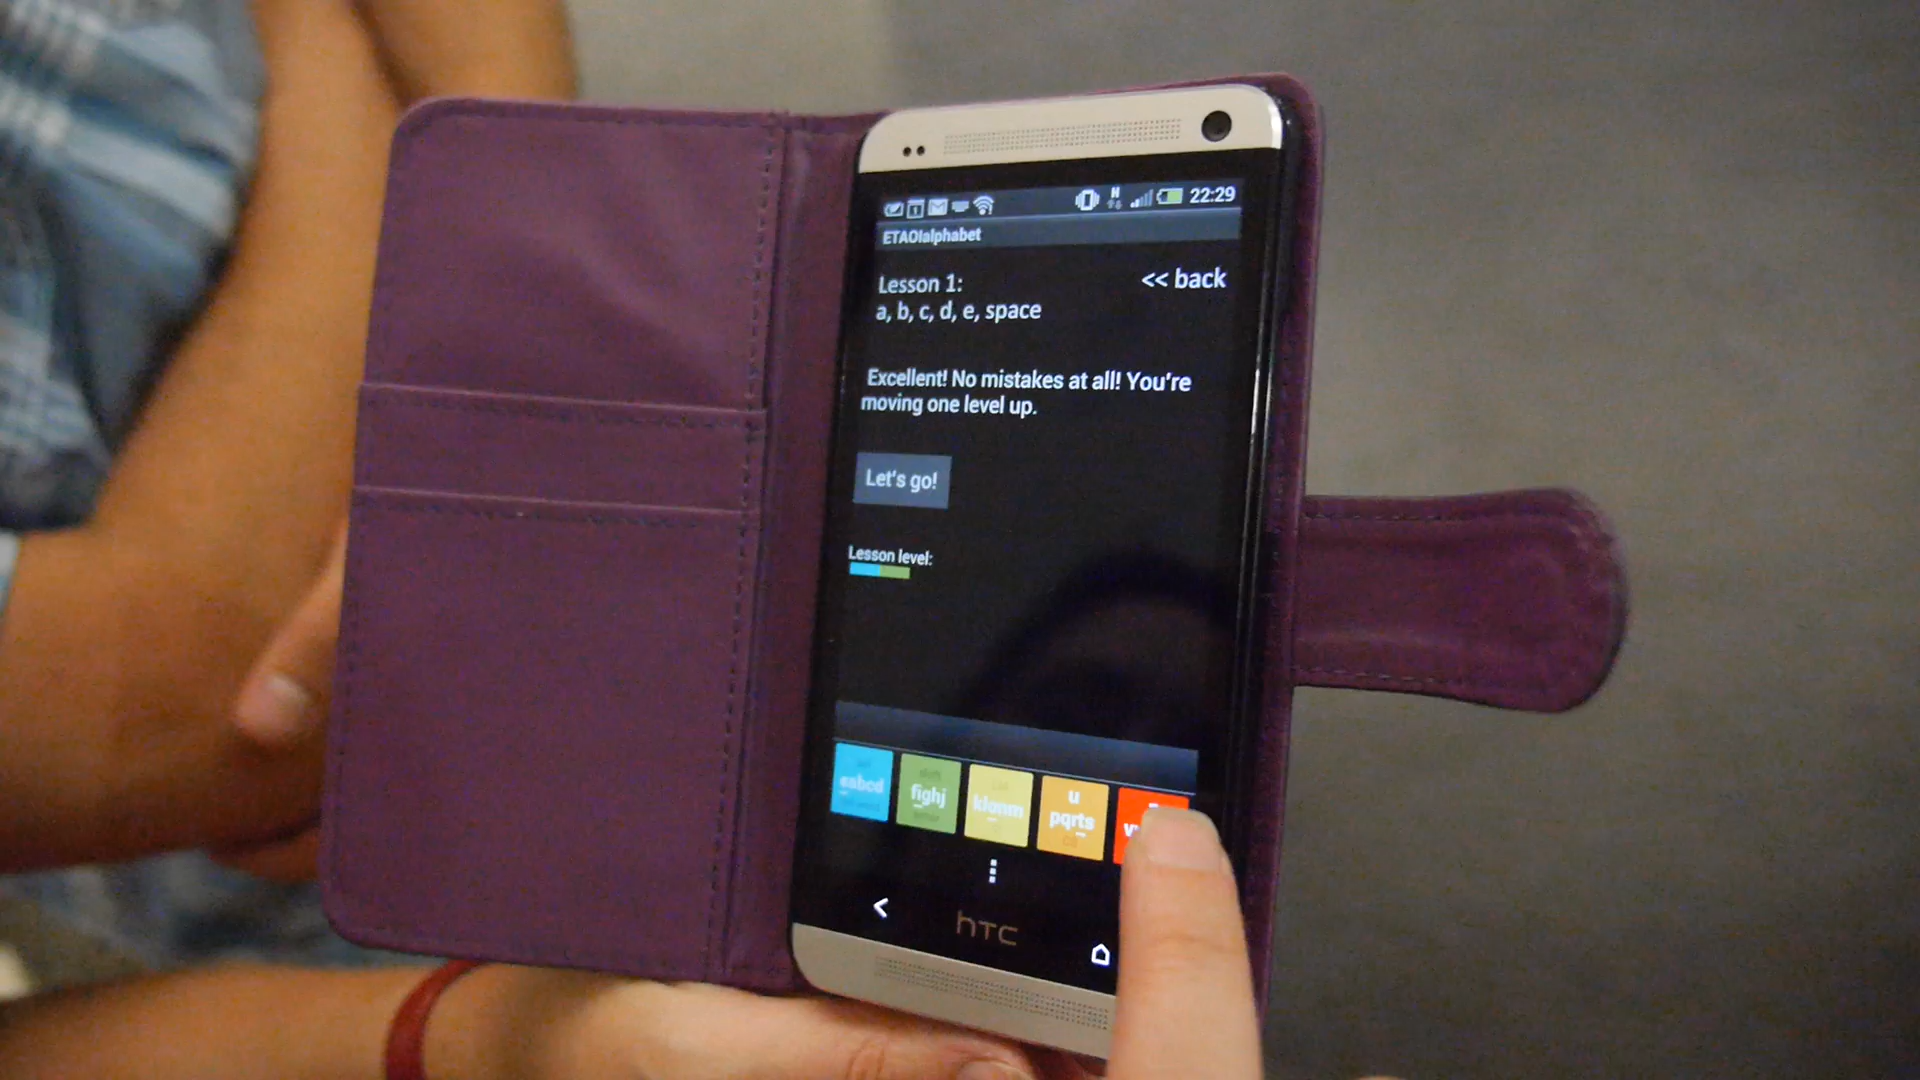 22:29
ETAOIalphabet
Lesson 1:
<< back
a, b, c, d, e, space
Excellent! No mistakes at all! You're
moving one level up.
Let's go!
Lesson level:
eabcd
fighj
klonm
u
pqrts
hTC